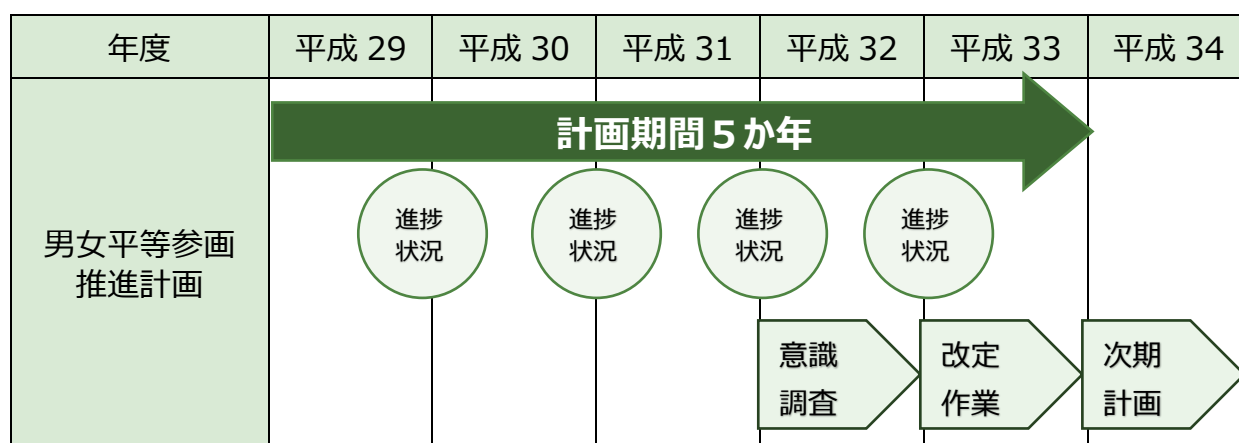 年度 平成 29 平成 30 平成 31 平成 32 平成 33 平成 34
計画期間５か年
男女平等参画
推進計画
進捗
状況
進捗
状況
進捗
状況
進捗
状況
意識
調査
改定
作業
次期
計画